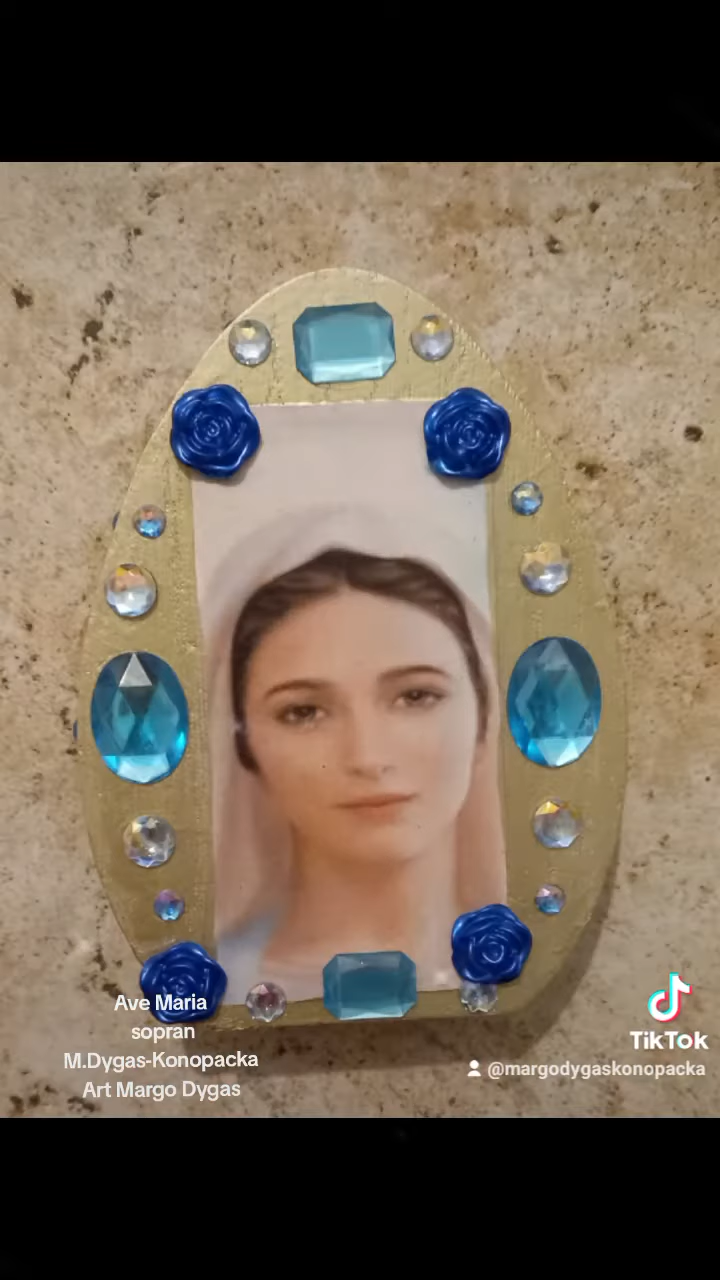 Ave Maria
sopran
M.Dygas-Konopacka
Art Margo Dygas
TikTok
@margodygaskonopacka